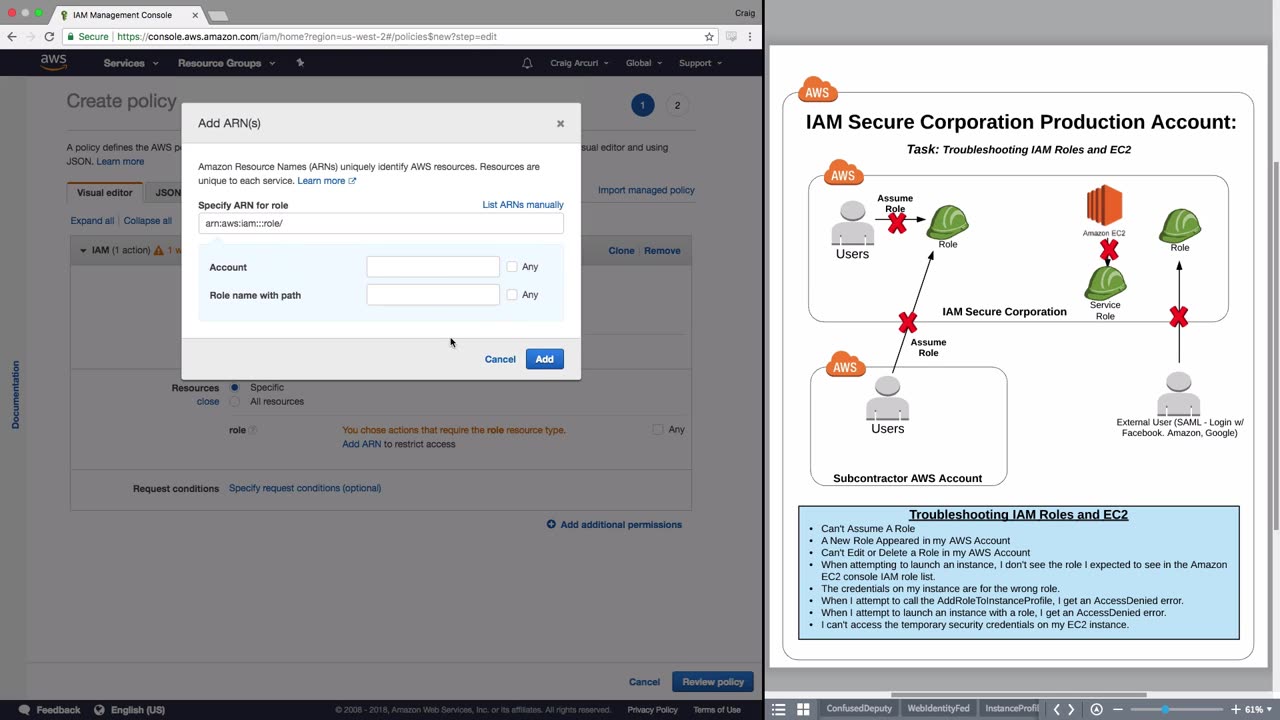 IAM Management Console
Craig
Secure | https://console.aws.amazon.com/iam/home?region=us-west-2#/policies$new?step=edit
aws
Services
Resource Groups
Craig Arcuri
Global
Support
Create policy
1
2
A policy defines the AWS p
sual editor and using
JSON. Learn more
Visual editor
JSON
Import managed policy
Expand all | Collapse all
IAM (1 action)
1 w
Clone | Remove
Add ARN(s)
Amazon Resource Names (ARNs) uniquely identify AWS resources. Resources are
unique to each service. Learn more
Specify ARN for role
List ARNs manually
arn:aws:iam:::role/
Account
Any
Role name with path
Any
Cancel
Add
Documentation
Resources
Specific
close
All resources
role
You chose actions that require the role resource type.
Any
Add ARN to restrict access
Request conditions
Specify request conditions (optional)
Add additional permissions
Cancel
Review policy
Feedback
English (US)
© 2008 - 2018, Amazon Web Services, Inc. or its affiliates. All rights reserved.
Privacy Policy
Terms of Use
AWS
IAM Secure Corporation Production Account:
Task: Troubleshooting IAM Roles and EC2
AWS
Assume
Role
Users
Role
Amazon EC2
Service
Role
Role
IAM Secure Corporation
Assume
Role
AWS
Users
Subcontractor AWS Account
External User (SAML - Login w/
Facebook. Amazon, Google)
Troubleshooting IAM Roles and EC2
• Can't Assume A Role
• A New Role Appeared in my AWS Account
• Can't Edit or Delete a Role in my AWS Account
• When attempting to launch an instance, I don't see the role I expected to see in the Amazon
EC2 console IAM role list.
• The credentials on my instance are for the wrong role.
• When I attempt to call the AddRoleToInstanceProfile, I get an AccessDenied error.
• When I attempt to launch an instance with a role, I get an AccessDenied error.
• I can't access the temporary security credentials on my EC2 instance.
ConfusedDeputy
WebIdentityFed
InstanceProfi
61%